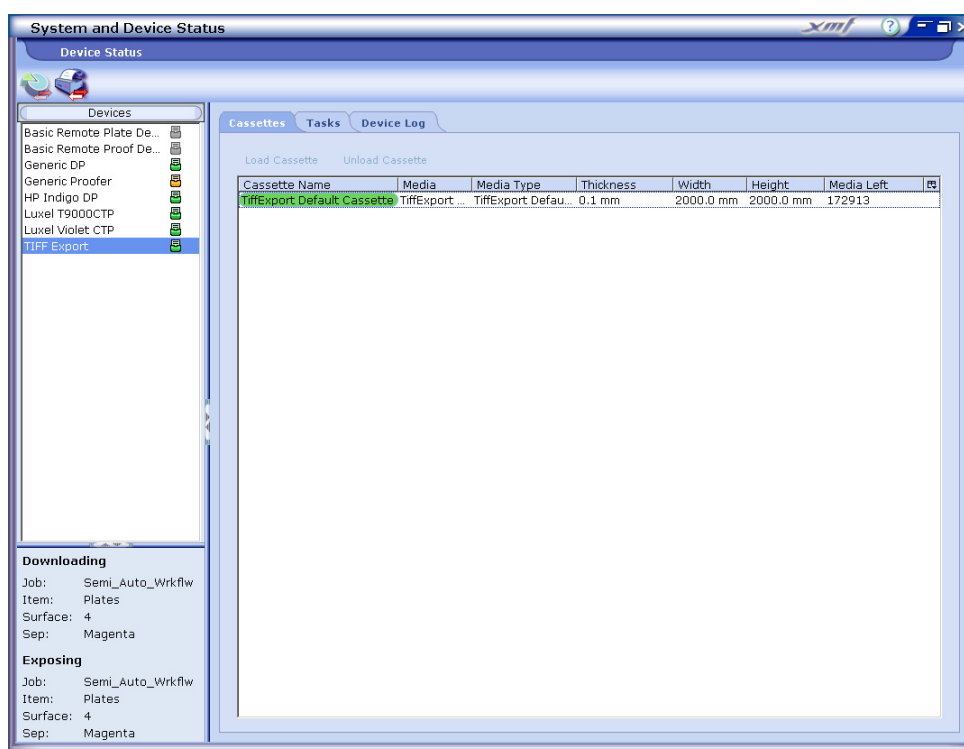 System and Device Status
xmf ?
Device Status
Devices
Basic Remote Plate De...
Basic Remote Proof De...
Generic DP
Generic Proofer
HP Indigo DP
Luxel T9000CTP
Luxel Violet CTP
TIFF Export
Cassettes Tasks Device Log
Load Cassette Unload Cassette
Cassette Name Media Media Type Thickness Width Height Media Left
TiffExport Default Cassette TiffExport ... TiffExport Defau... 0.1 mm 2000.0 mm 2000.0 mm 172913
Downloading
Job: Semi_Auto_Wrkflw
Item: Plates
Surface: 4
Sep: Magenta
Exposing
Job: Semi_Auto_Wrkflw
Item: Plates
Surface: 4
Sep: Magenta